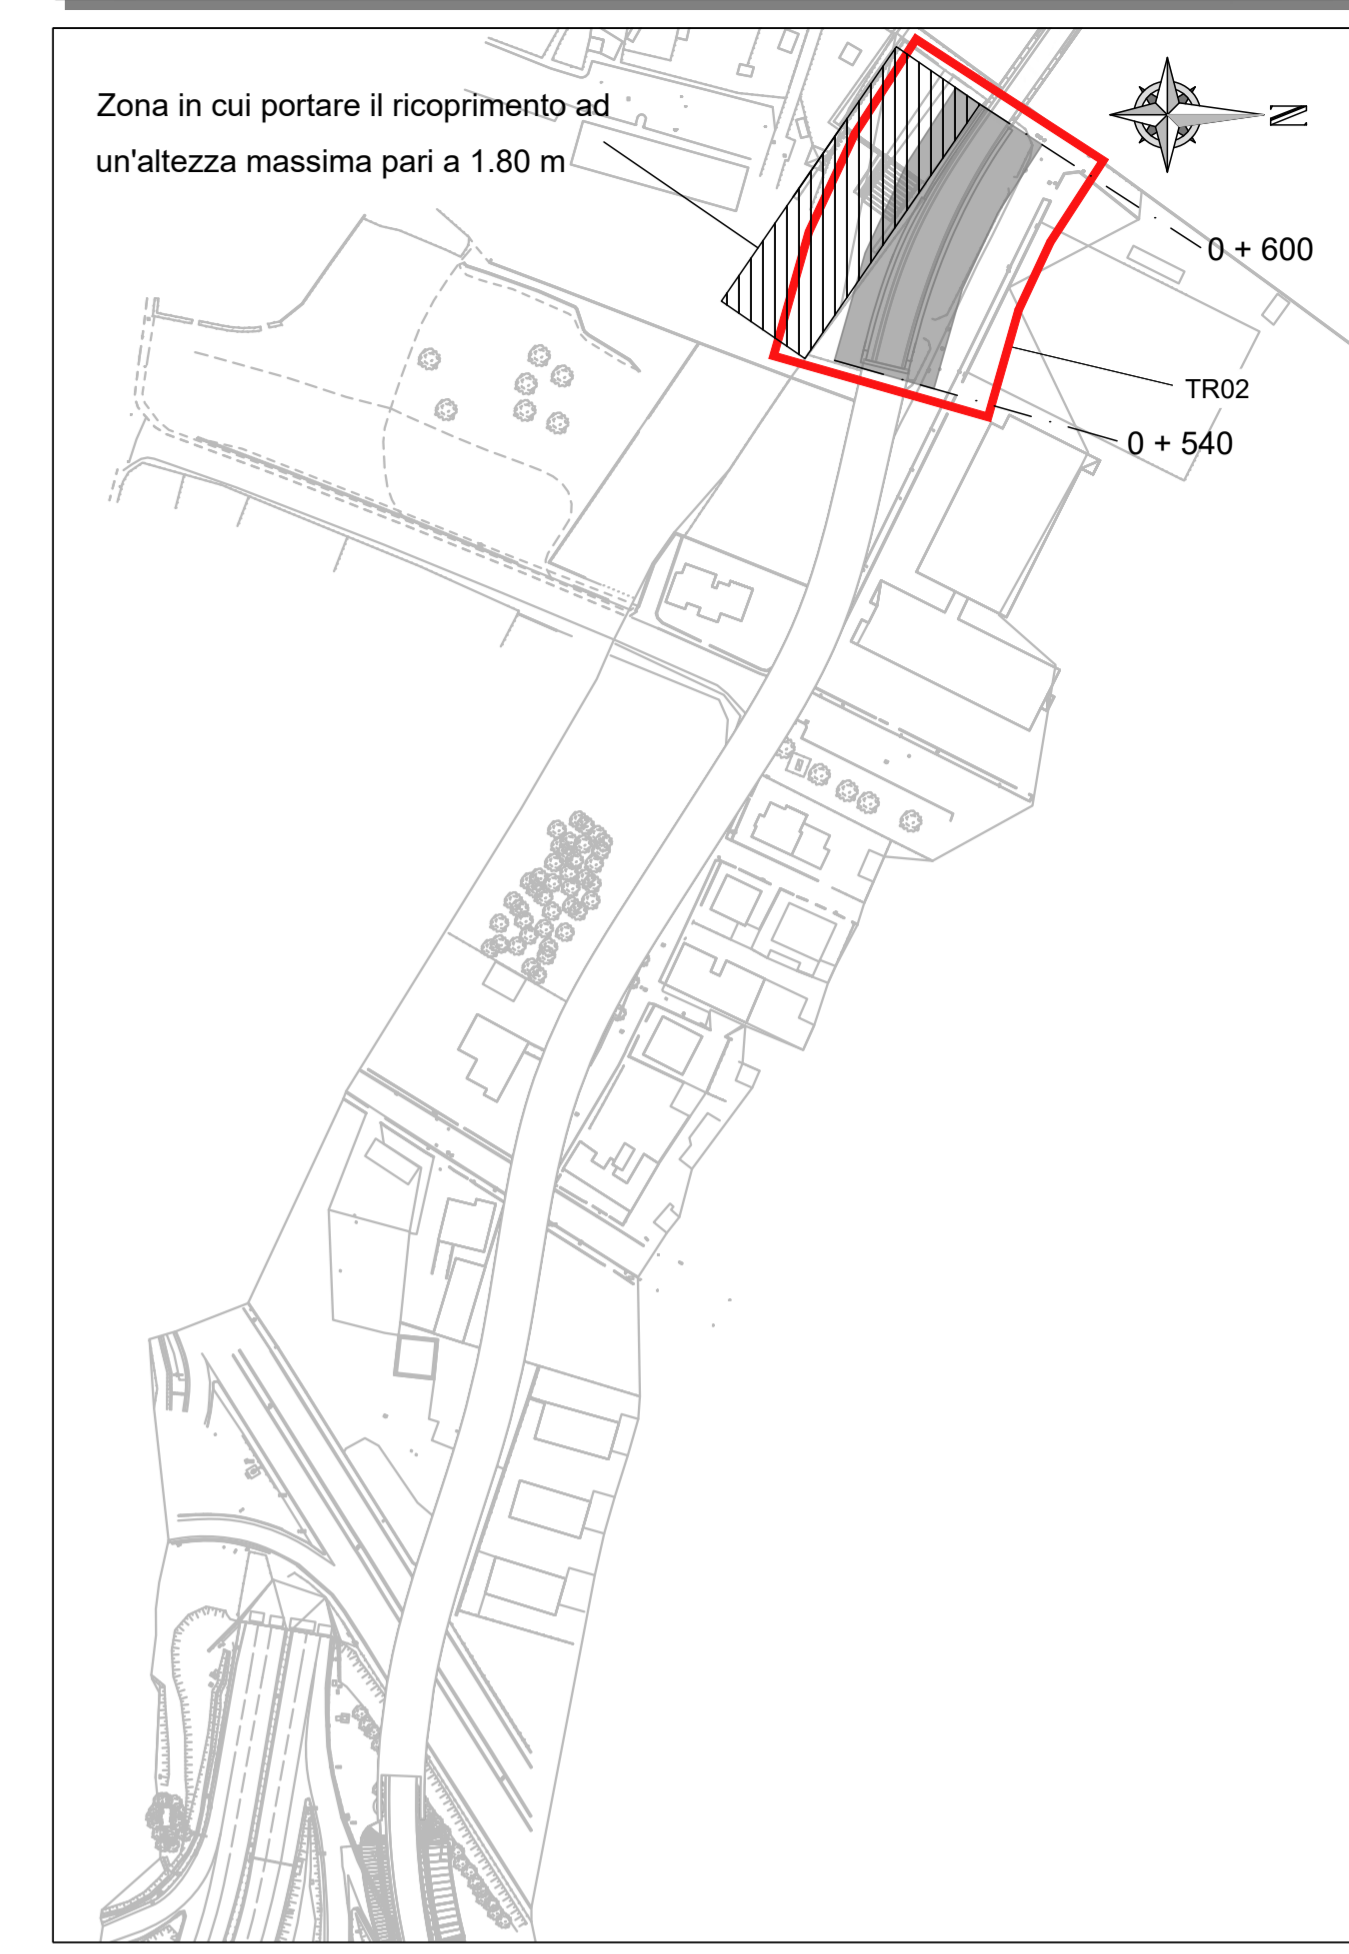 Zona in cui portare il ricoprimento ad
un'altezza massima pari a 1.80 m
N
0 + 600
TR02
0 + 540